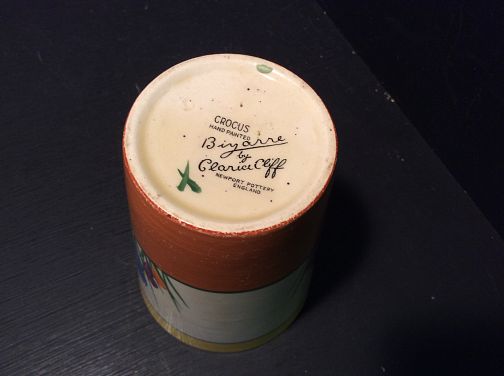 CROCUS
HAND PAINTED
Bizarre
by
Clarice Cliff
NEWPORT POTTERY
ENGLAND